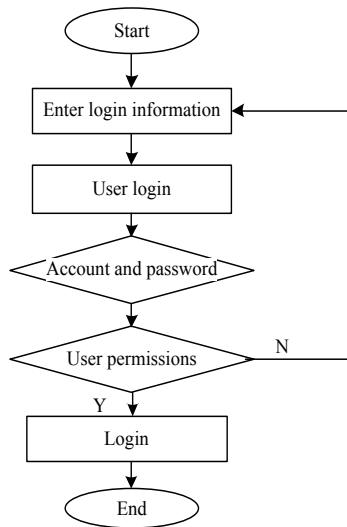 Start
Enter login information
User login
Account and password
User permissions
N
Y
Login
End